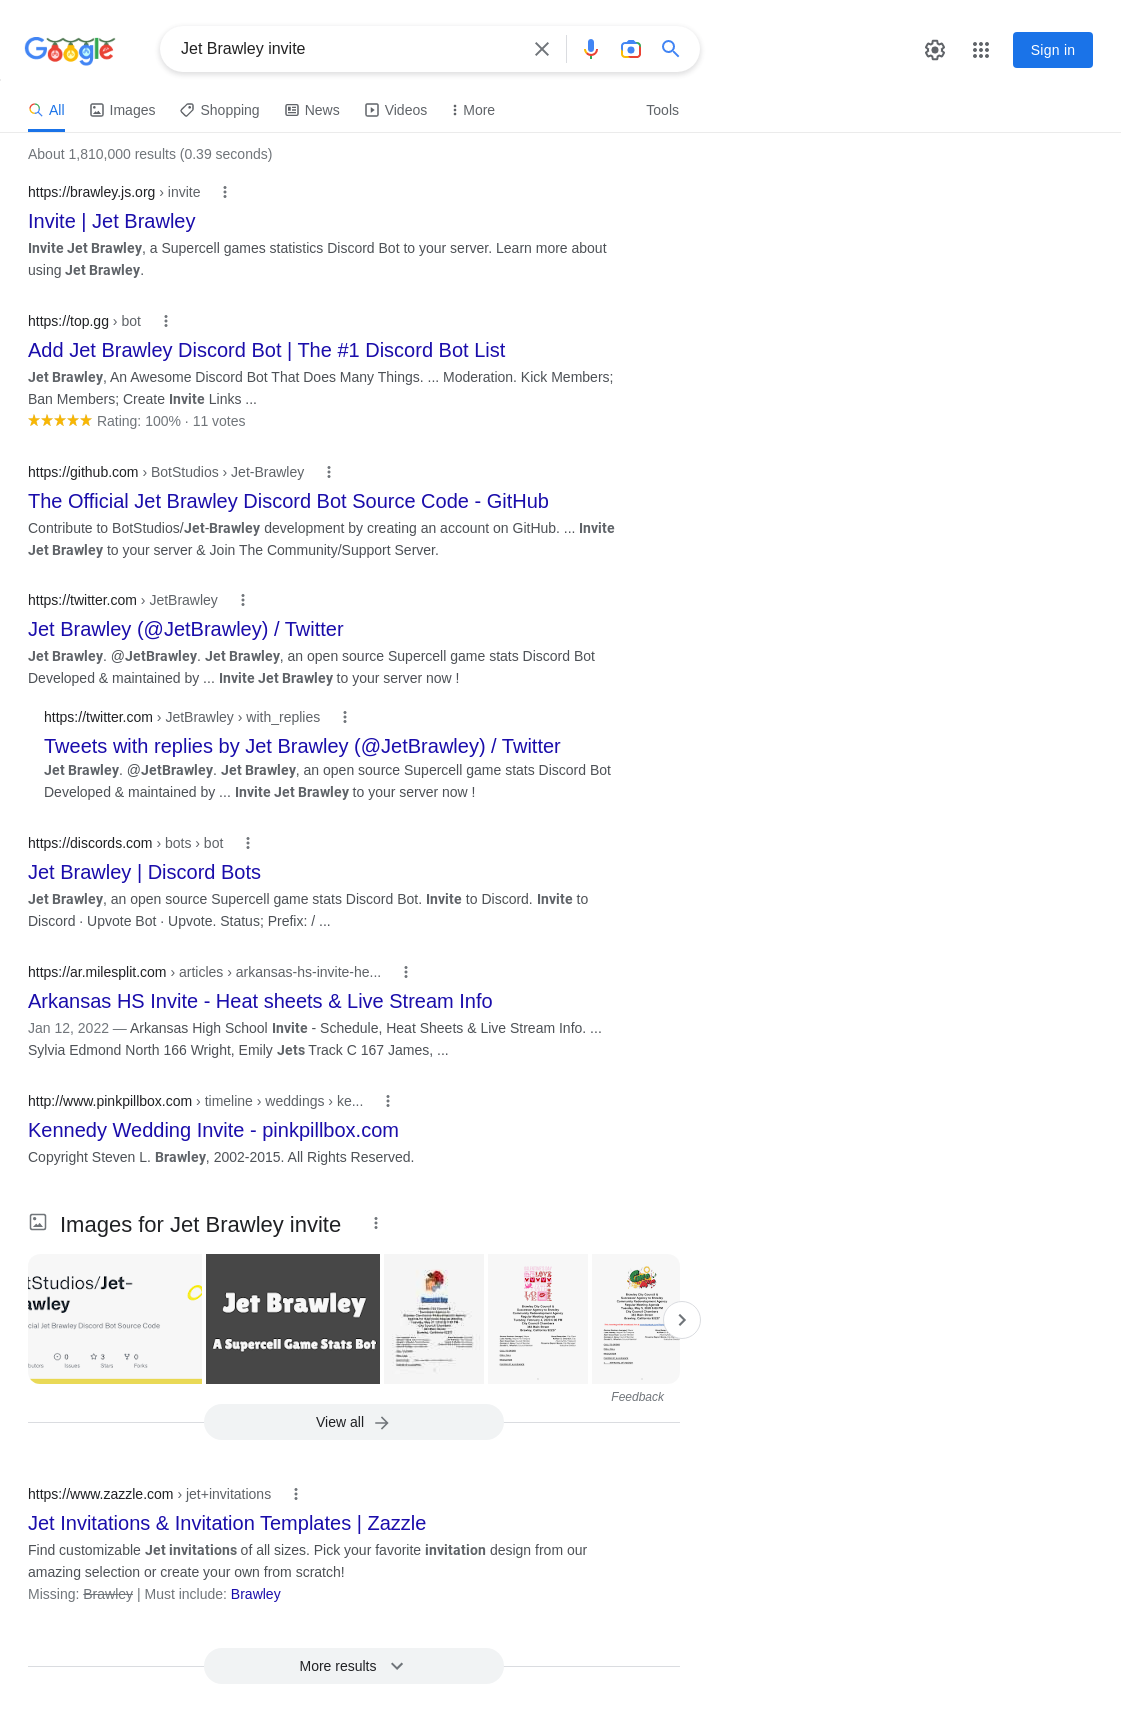 Google
Jet Brawley invite
Sign in
All
Images
Shopping
News
Videos
More
Tools
About 1,810,000 results (0.39 seconds)
https://brawley.js.org › invite
Invite | Jet Brawley
Invite Jet Brawley, a Supercell games statistics Discord Bot to your server. Learn more about
using Jet Brawley.
https://top.gg › bot
Add Jet Brawley Discord Bot | The #1 Discord Bot List
Jet Brawley, An Awesome Discord Bot That Does Many Things. ... Moderation. Kick Members;
Ban Members; Create Invite Links ...
Rating: 100% · 11 votes
https://github.com › BotStudios › Jet-Brawley
The Official Jet Brawley Discord Bot Source Code - GitHub
Contribute to BotStudios/Jet-Brawley development by creating an account on GitHub. ... Invite
Jet Brawley to your server & Join The Community/Support Server.
https://twitter.com › JetBrawley
Jet Brawley (@JetBrawley) / Twitter
Jet Brawley. @JetBrawley. Jet Brawley, an open source Supercell game stats Discord Bot
Developed & maintained by ... Invite Jet Brawley to your server now !
https://twitter.com › JetBrawley › with_replies
Tweets with replies by Jet Brawley (@JetBrawley) / Twitter
Jet Brawley. @JetBrawley. Jet Brawley, an open source Supercell game stats Discord Bot
Developed & maintained by ... Invite Jet Brawley to your server now !
https://discords.com › bots › bot
Jet Brawley | Discord Bots
Jet Brawley, an open source Supercell game stats Discord Bot. Invite to Discord. Invite to
Discord · Upvote Bot · Upvote. Status; Prefix: / ...
https://ar.milesplit.com › articles › arkansas-hs-invite-he...
Arkansas HS Invite - Heat sheets & Live Stream Info
Jan 12, 2022 — Arkansas High School Invite - Schedule, Heat Sheets & Live Stream Info. ...
Sylvia Edmond North 166 Wright, Emily Jets Track C 167 James, ...
http://www.pinkpillbox.com › timeline › weddings › ke...
Kennedy Wedding Invite - pinkpillbox.com
Copyright Steven L. Brawley, 2002-2015. All Rights Reserved.
Images for Jet Brawley invite
tStudios/Jet-
awley
cial Jet Brawley Discord Bot Source Code
0
3
0
Issues
Stars
Forks
Jet Brawley
A Supercell Game Stats Bot
Feedback
View all
https://www.zazzle.com › jet+invitations
Jet Invitations & Invitation Templates | Zazzle
Find customizable Jet invitations of all sizes. Pick your favorite invitation design from our
amazing selection or create your own from scratch!
Missing: Brawley | Must include: Brawley
More results